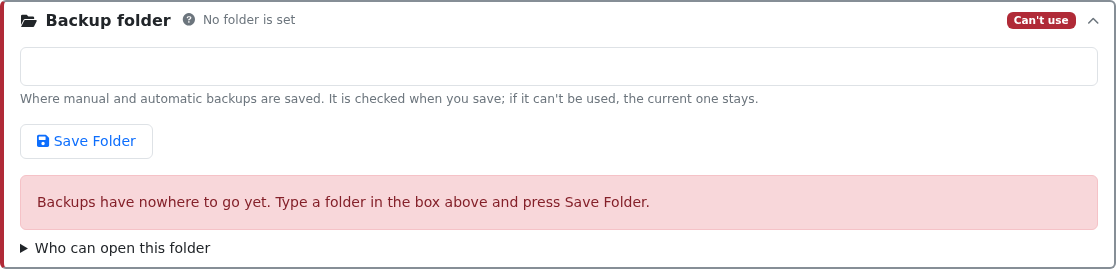 Backup folder No folder is set Can't use
Where manual and automatic backups are saved. It is checked when you save; if it can't be used, the current one stays.
Save Folder
Backups have nowhere to go yet. Type a folder in the box above and press Save Folder.
Who can open this folder